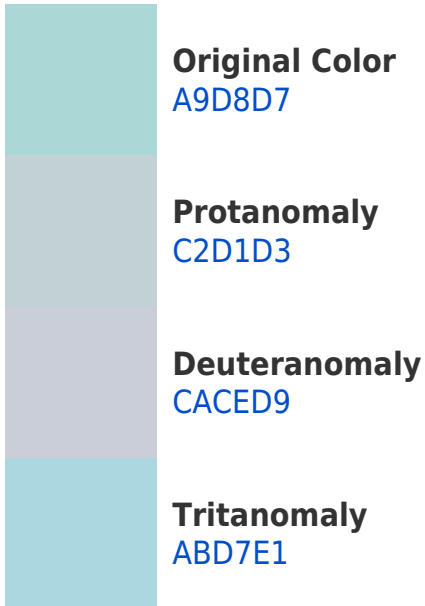 Original Color
A9D8D7
Protanomaly
C2D1D3
Deuteranomaly
CACED9
Tritanomaly
ABD7E1